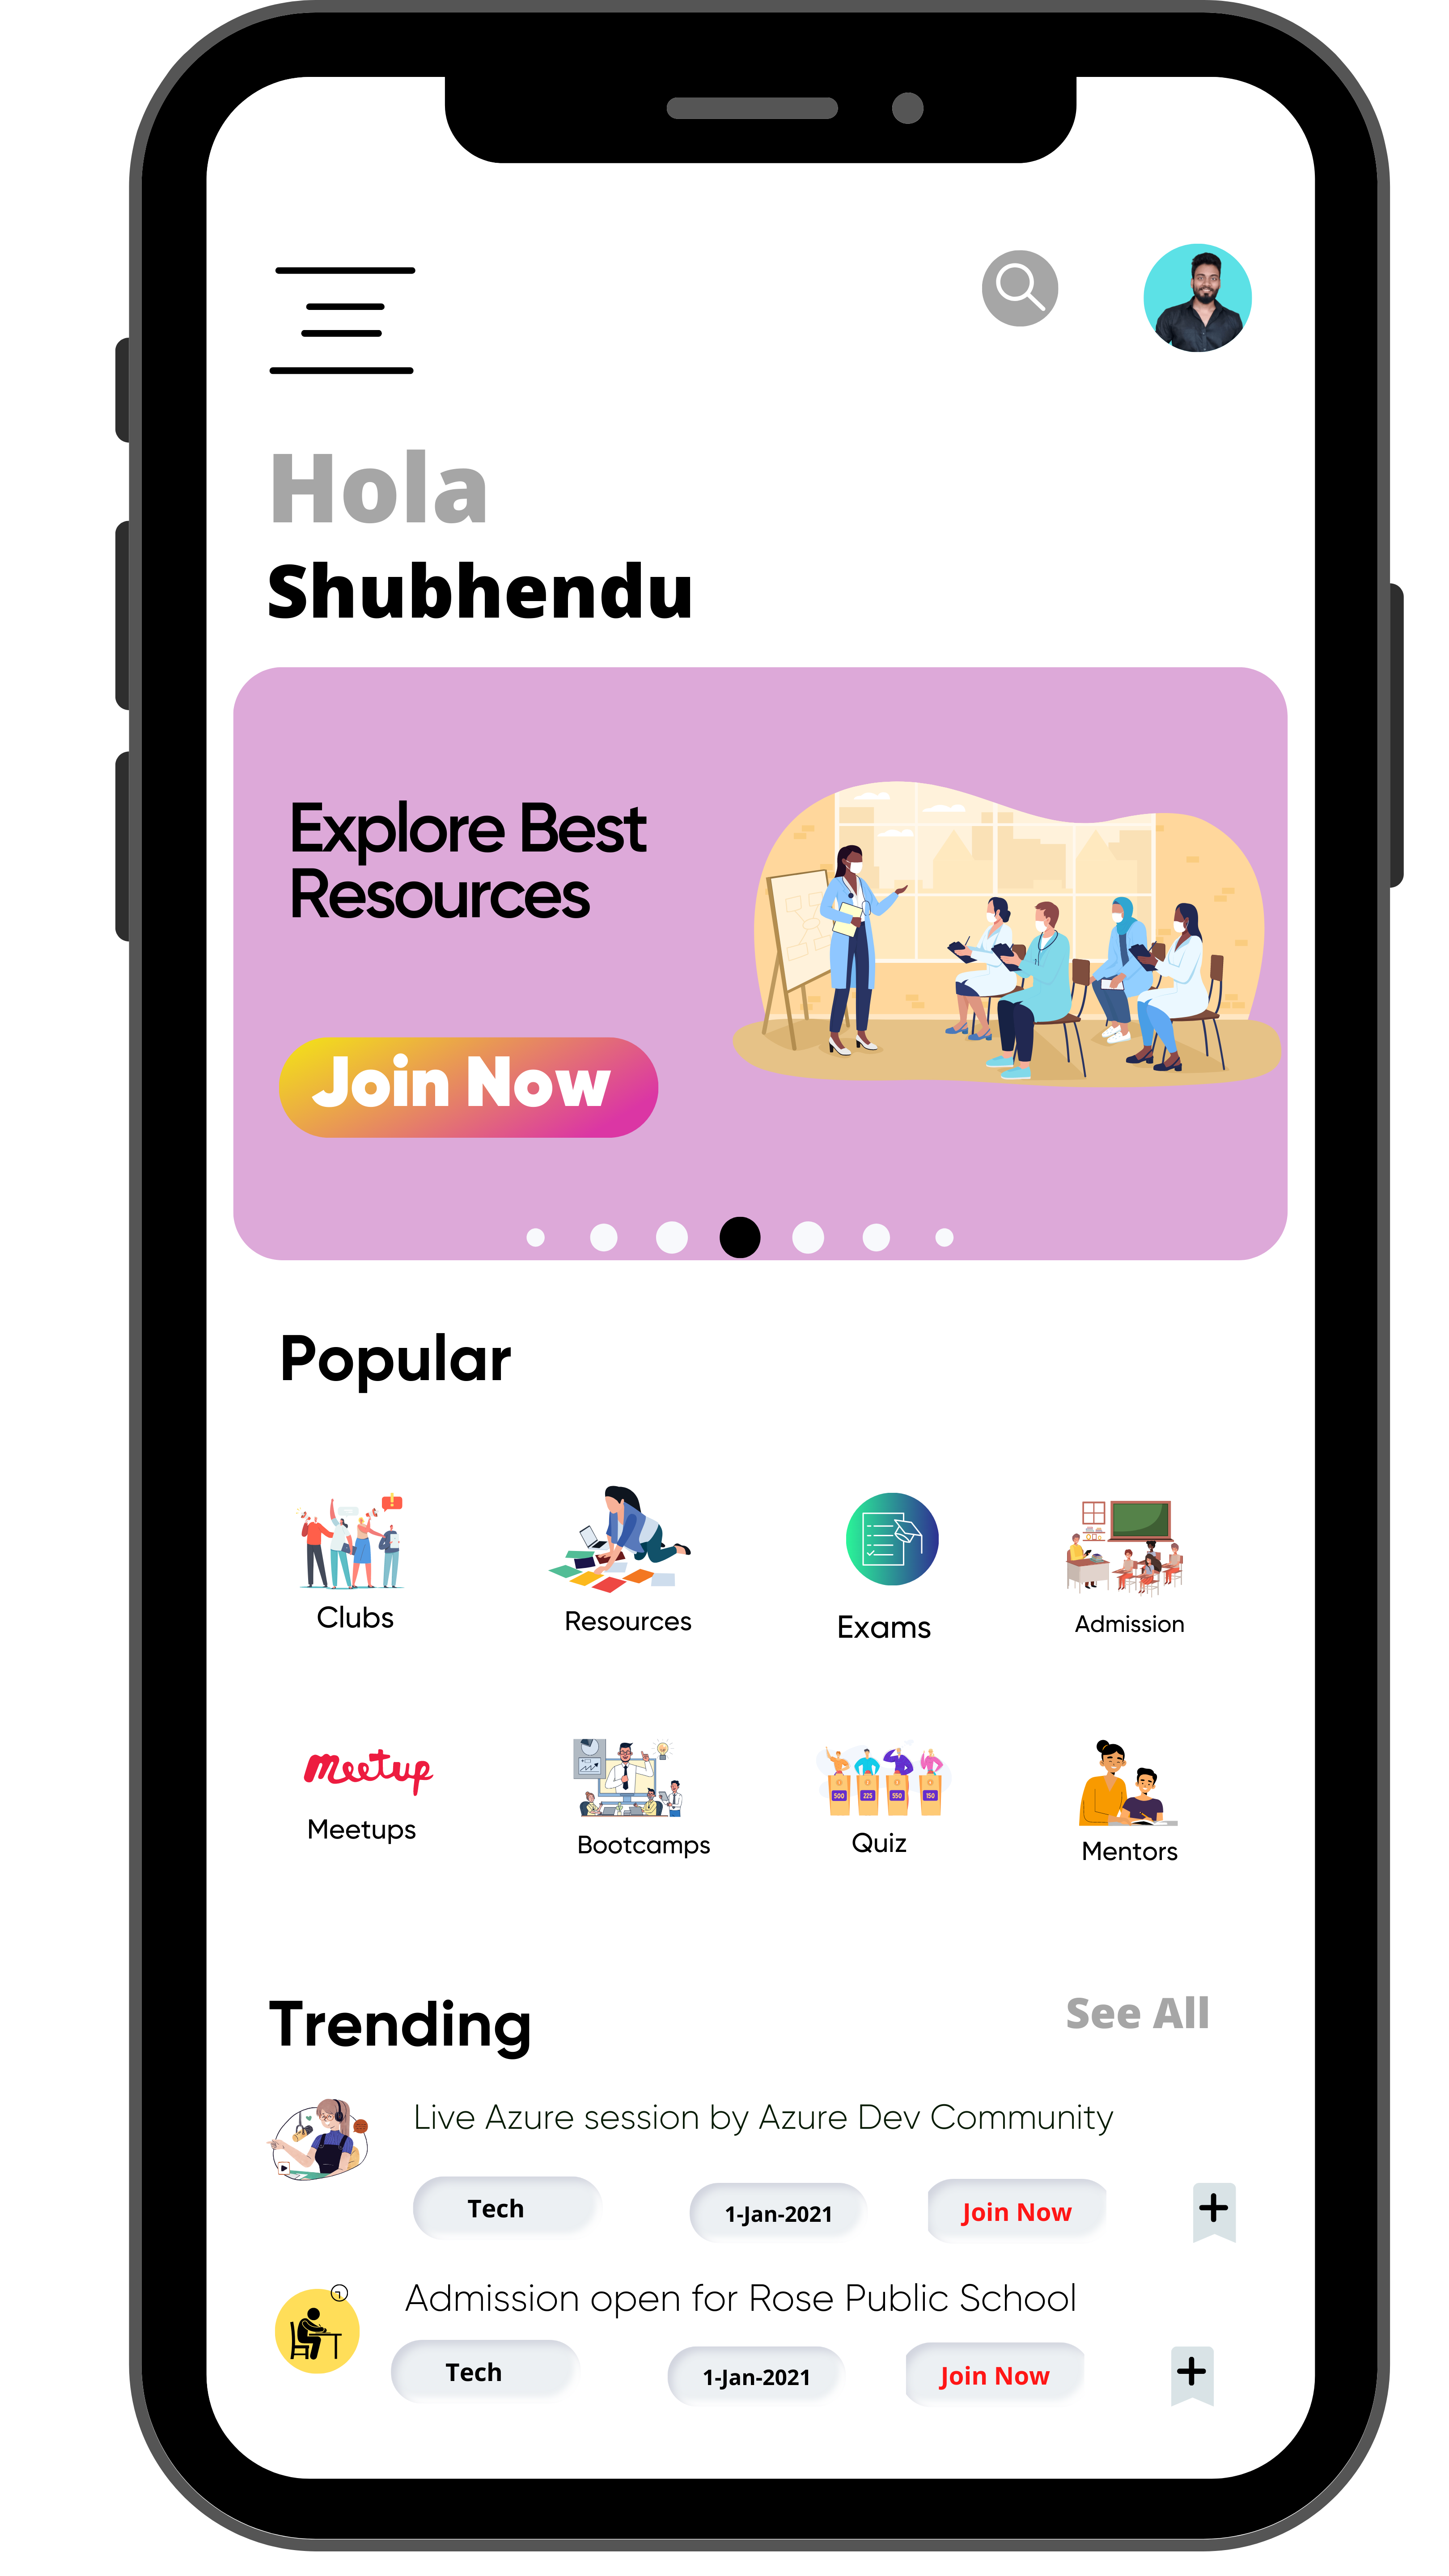 Hola
Shubhendu
Explore Best
Resources
Join Now
Popular
Clubs
Resources
Exams
Admission
Meetup
500
225
550
150
Meetups
Bootcamps
Quiz
Mentors
Trending
See All
Live Azure session by Azure Dev Community
Tech
1-Jan-2021
Join Now
Admission open for Rose Public School
Tech
1-Jan-2021
Join Now